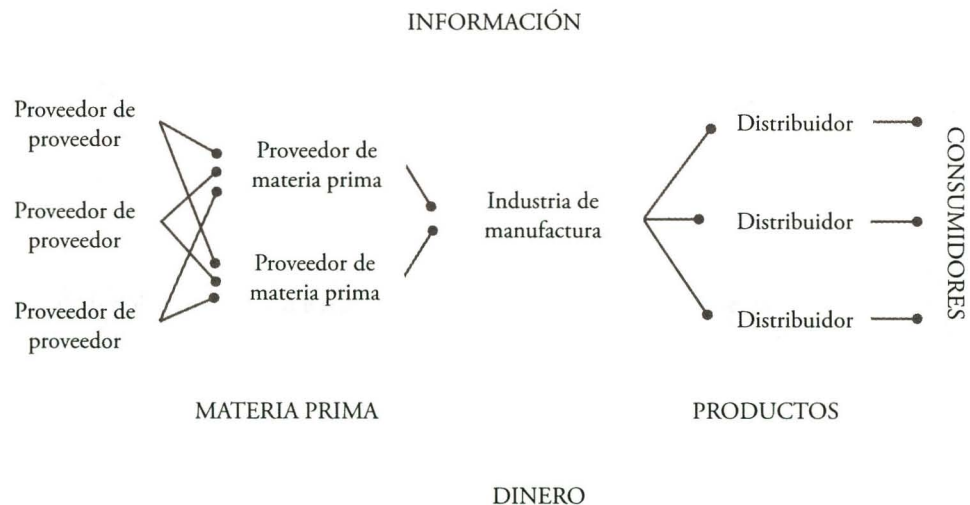 INFORMACIÓN
Proveedor de
proveedor
Proveedor de
proveedor
Proveedor de
proveedor
Proveedor de
materia prima
Proveedor de
materia prima
Industria de
manufactura
Distribuidor
Distribuidor
Distribuidor
CONSUMIDORES
MATERIA PRIMA
PRODUCTOS
DINERO